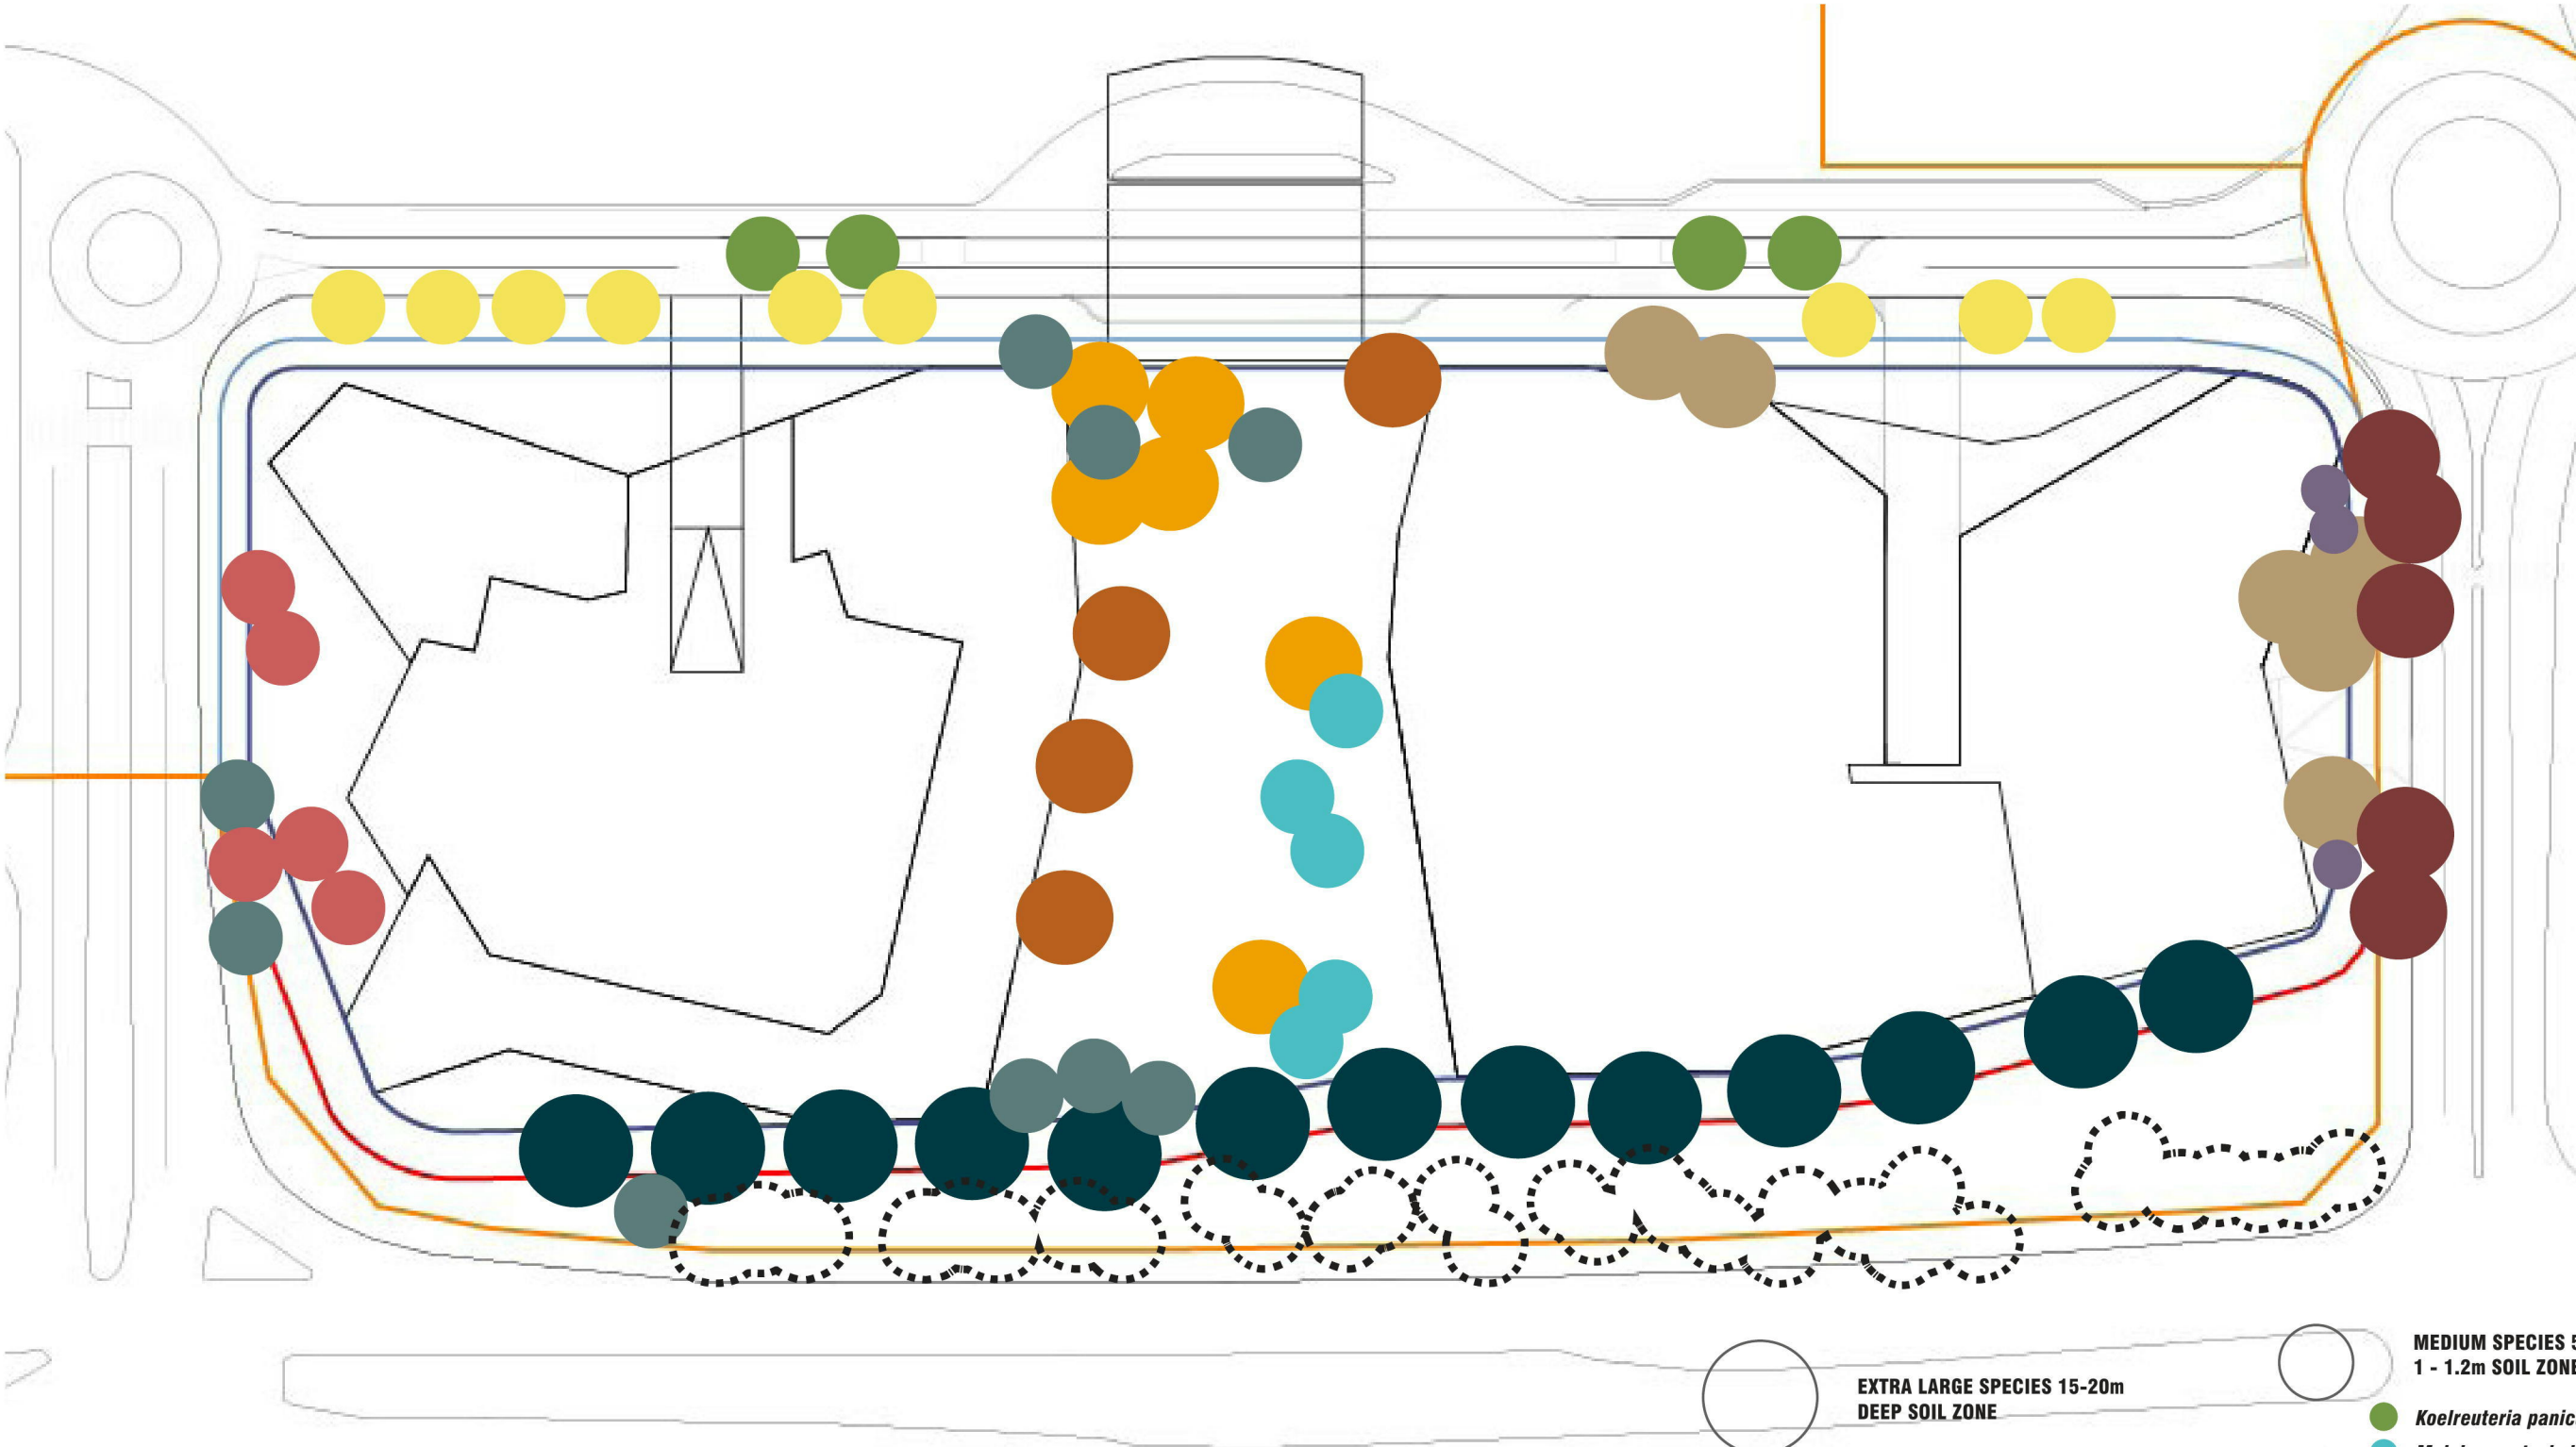 EXTRA LARGE SPECIES 15-20m
DEEP SOIL ZONE
MEDIUM SPECIES
1 - 1.2m SOIL ZONE
Koelreuteria panic